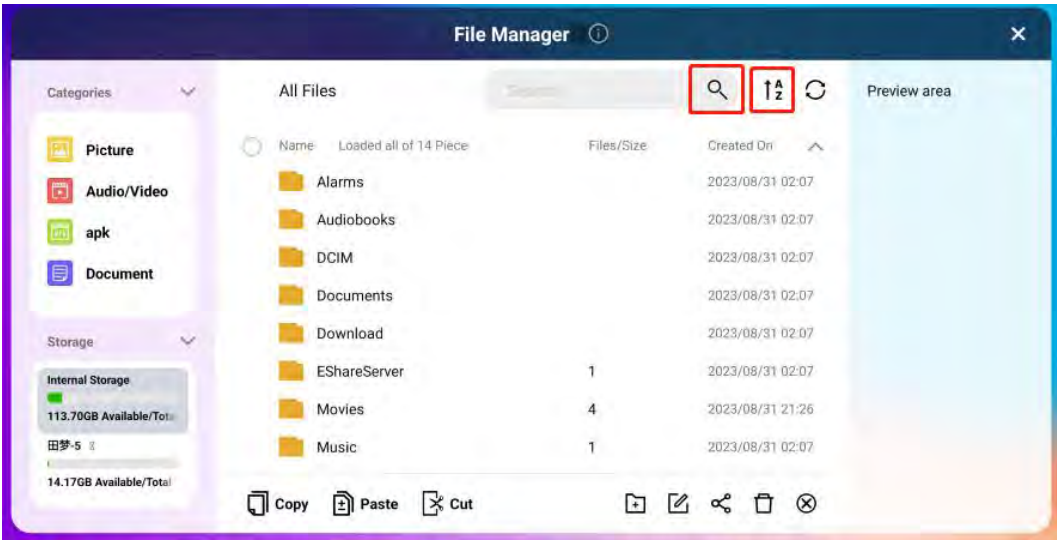 File Manager
Categories
All Files
Search
A
Z
Preview area
Picture
Audio/Video
apk
Document
Name Loaded all of 14 Piece Files/Size Created On
Alarms 2023/08/31 02:07
Audiobooks 2023/08/31 02:07
DCIM 2023/08/31 02:07
Documents 2023/08/31 02:07
Download 2023/08/31 02:07
EShareServer 1 2023/08/31 02:07
Movies 4 2023/08/31 21:26
Music 1 2023/08/31 02:07
Storage
Internal Storage
113.70GB Available/Tota
田梦-5
14.17GB Available/Total
Copy Paste Cut